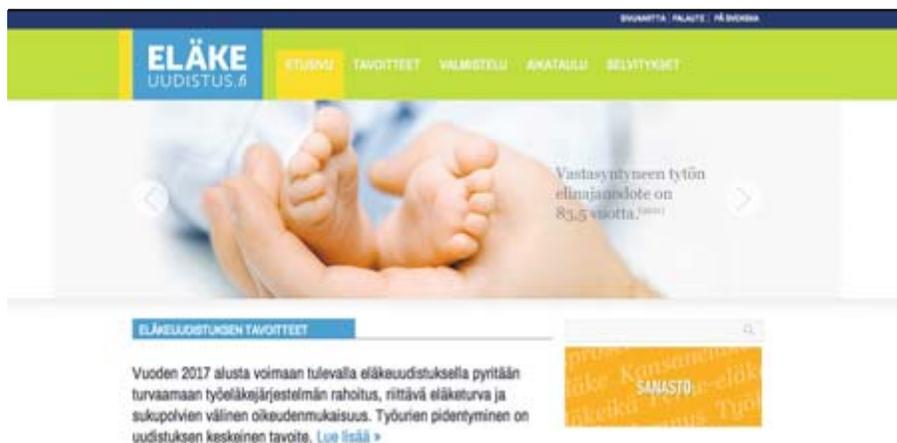 SIVUKARTTA | PALAUTE | PÅ SVENSKA
ELÄKE
UUDISTUS.fi
ETUSIVU TAVOITTEET VALMISTELU AIKATAULU SELVITYKSET
Vastasyntyneen tytön
elinajanodote on
83,5 vuotta.
ELÄKEUUDISTUKSEN TAVOITTEET
Vuoden 2017 alusta voimaan tulevalla eläkeuudistuksella pyritään
turvaamaan työeläkejärjestelmän rahoitus, riittävä eläketurva ja
sukupolvien välinen oikeudenmukaisuus. Työurien pidentyminen on
uudistuksen keskeinen tavoite. Lue lisää »
SANASTO